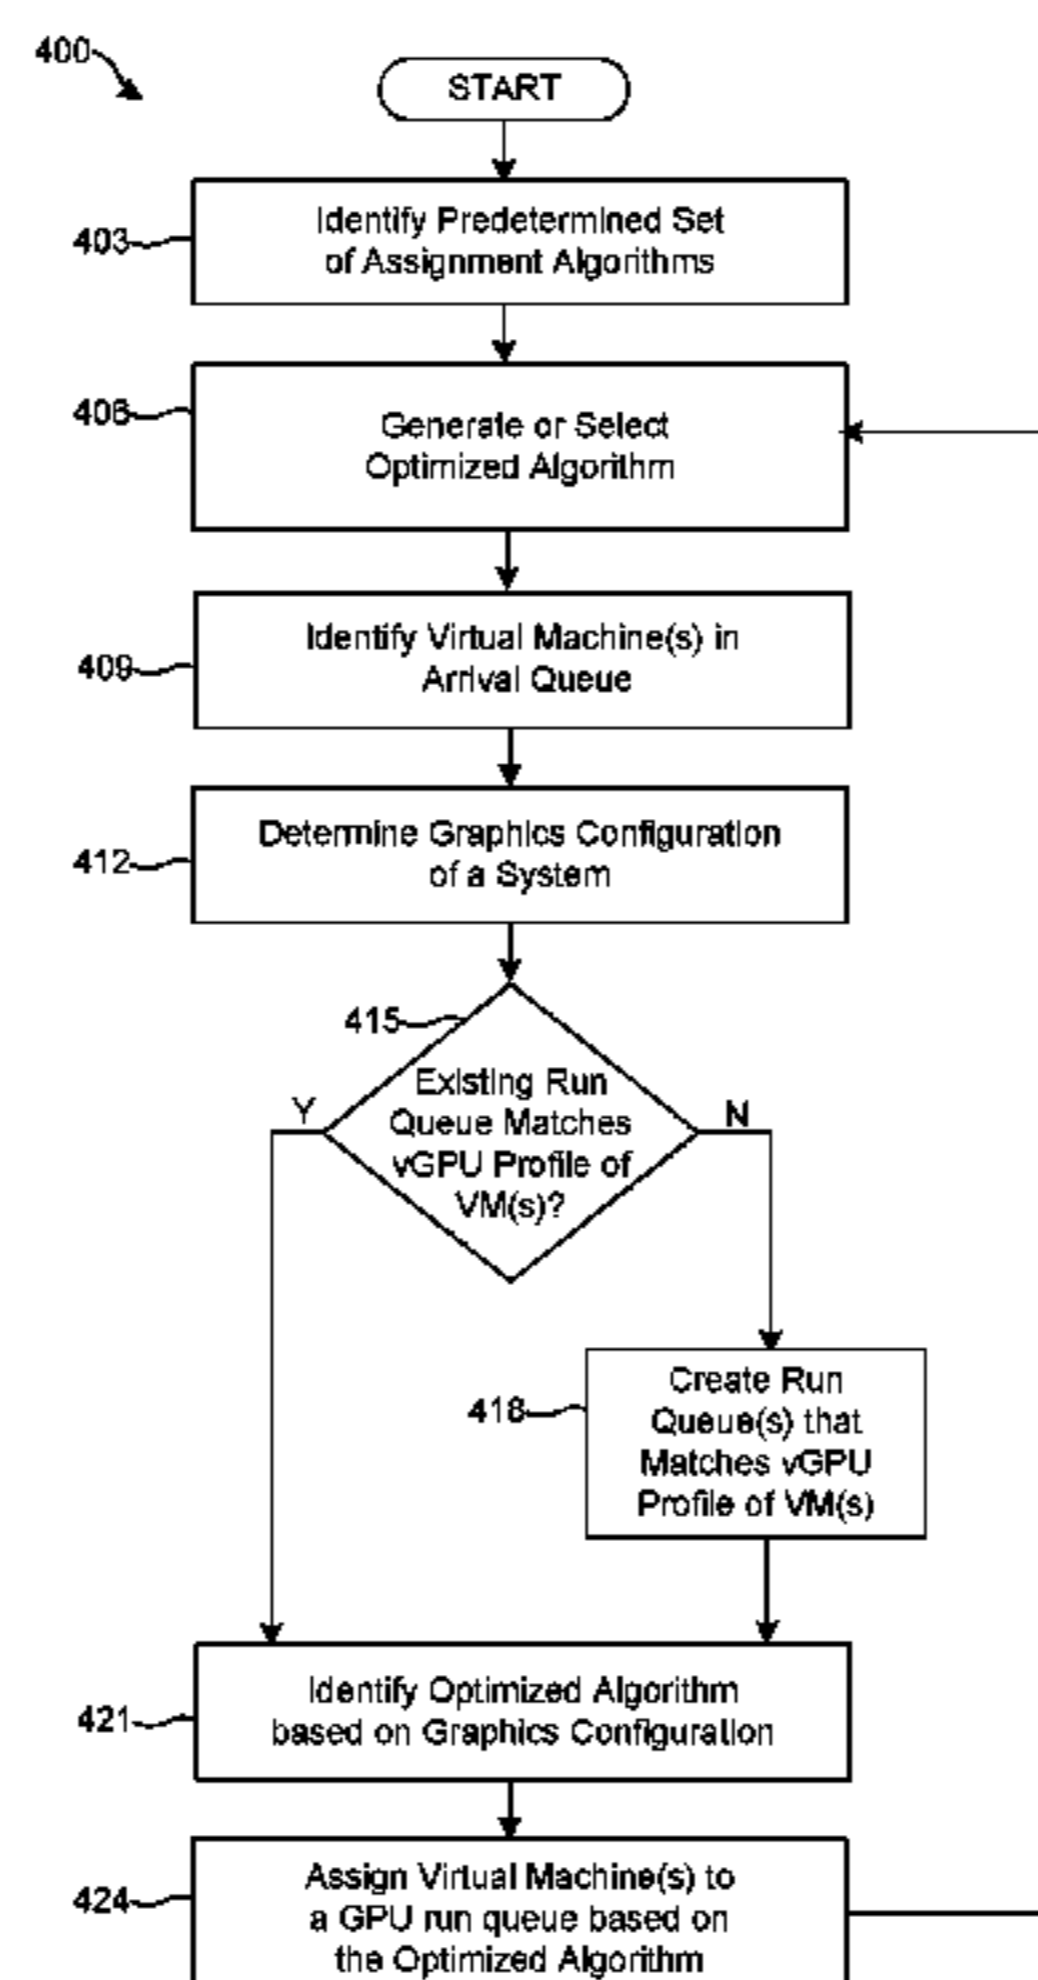 400
START
403
Identify Predetermined Set
of Assignment Algorithms
406
Generate or Select
Optimized Algorithm
409
Identify Virtual Machine(s) in
Arrival Queue
412
Determine Graphics Configuration
of a System
415
Existing Run
Queue Matches
vGPU Profile of
VM(s)?
Y
N
418
Create Run
Queue(s) that
Matches vGPU
Profile of VM(s)
421
Identify Optimized Algorithm
based on Graphics Configuration
424
Assign Virtual Machine(s) to
a GPU run queue based on
the Optimized Algorithm